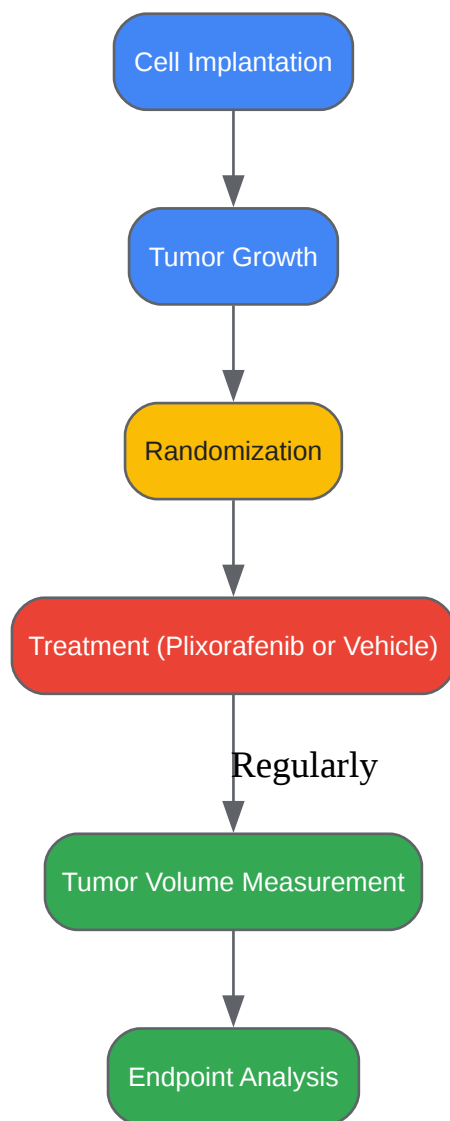 Cell Implantation
Tumor Growth
Randomization
Treatment (Plixorafenib or Vehicle)
Regularly
Tumor Volume Measurement
Endpoint Analysis